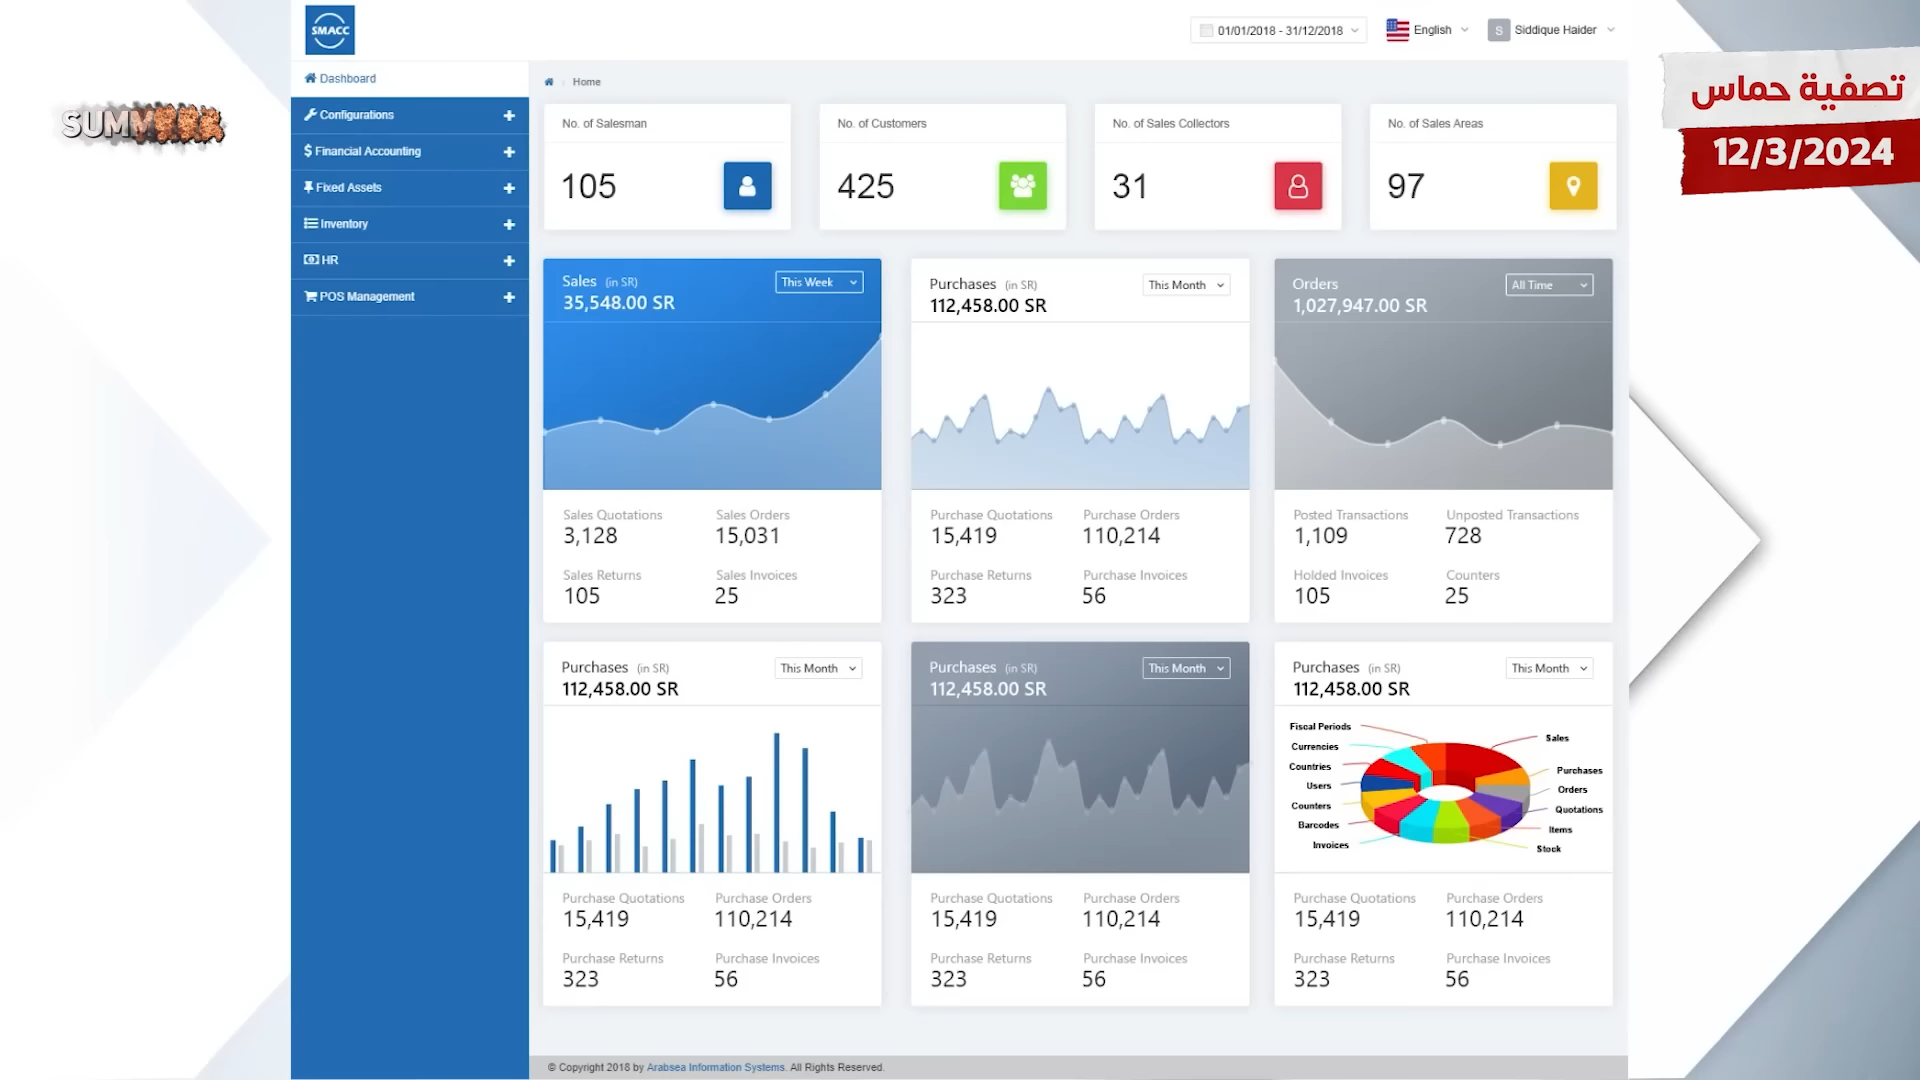 SMACC
01/01/2018 - 31/12/2018
English
S
Siddique Haider
تصفية حماس
12/3/2024
SUMM
Dashboard
Configurations
Financial Accounting
Fixed Assets
Inventory
HR
POS Management
Home
No. of Salesman
105
No. of Customers
425
No. of Sales Collectors
31
No. of Sales Areas
97
Sales (in SR)
This Week
35,548.00 SR
Sales Quotations
3,128
Sales Orders
15,031
Sales Returns
105
Sales Invoices
25
Purchases (in SR)
This Month
112,458.00 SR
Purchase Quotations
15,419
Purchase Orders
110,214
Purchase Returns
323
Purchase Invoices
56
Orders
All Time
1,027,947.00 SR
Posted Transactions
1,109
Unposted Transactions
728
Holded Invoices
105
Counters
25
Purchases (in SR)
This Month
112,458.00 SR
Purchase Quotations
15,419
Purchase Orders
110,214
Purchase Returns
323
Purchase Invoices
56
Purchases (in SR)
This Month
112,458.00 SR
Purchase Quotations
15,419
Purchase Orders
110,214
Purchase Returns
323
Purchase Invoices
56
Purchases (in SR)
This Month
112,458.00 SR
Fiscal Periods
Currencies
Countries
Users
Counters
Barcodes
Invoices
Sales
Purchases
Orders
Quotations
Items
Stock
Purchase Quotations
15,419
Purchase Orders
110,214
Purchase Returns
323
Purchase Invoices
56
© Copyright 2018 by Arabsea Information Systems. All Rights Reserved.